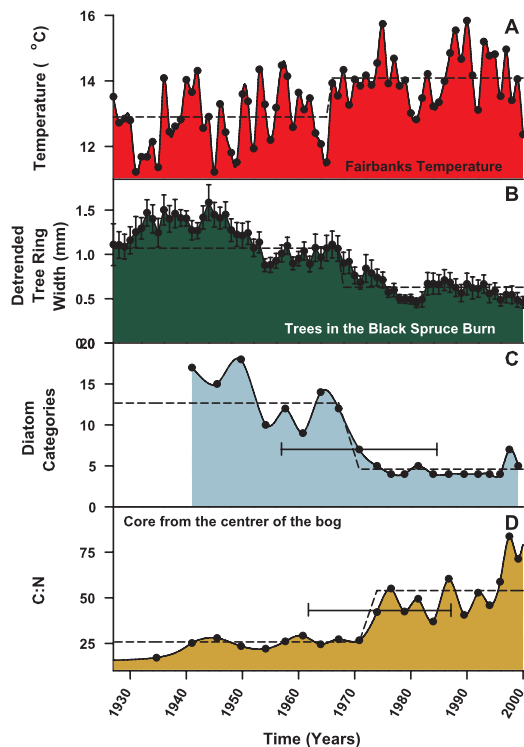 A
16
14
12
Temperature ( °C)
Fairbanks Temperature
B
1.5
1.0
0.5
Detrended
Tree Ring
Width (mm)
Trees in the Black Spruce Burn
C
20
15
10
5
0
Diatom
Categories
Core from the centrer of the bog
D
75
50
25
C:N
1930
1940
1950
1960
1970
1980
1990
2000
Time (Years)